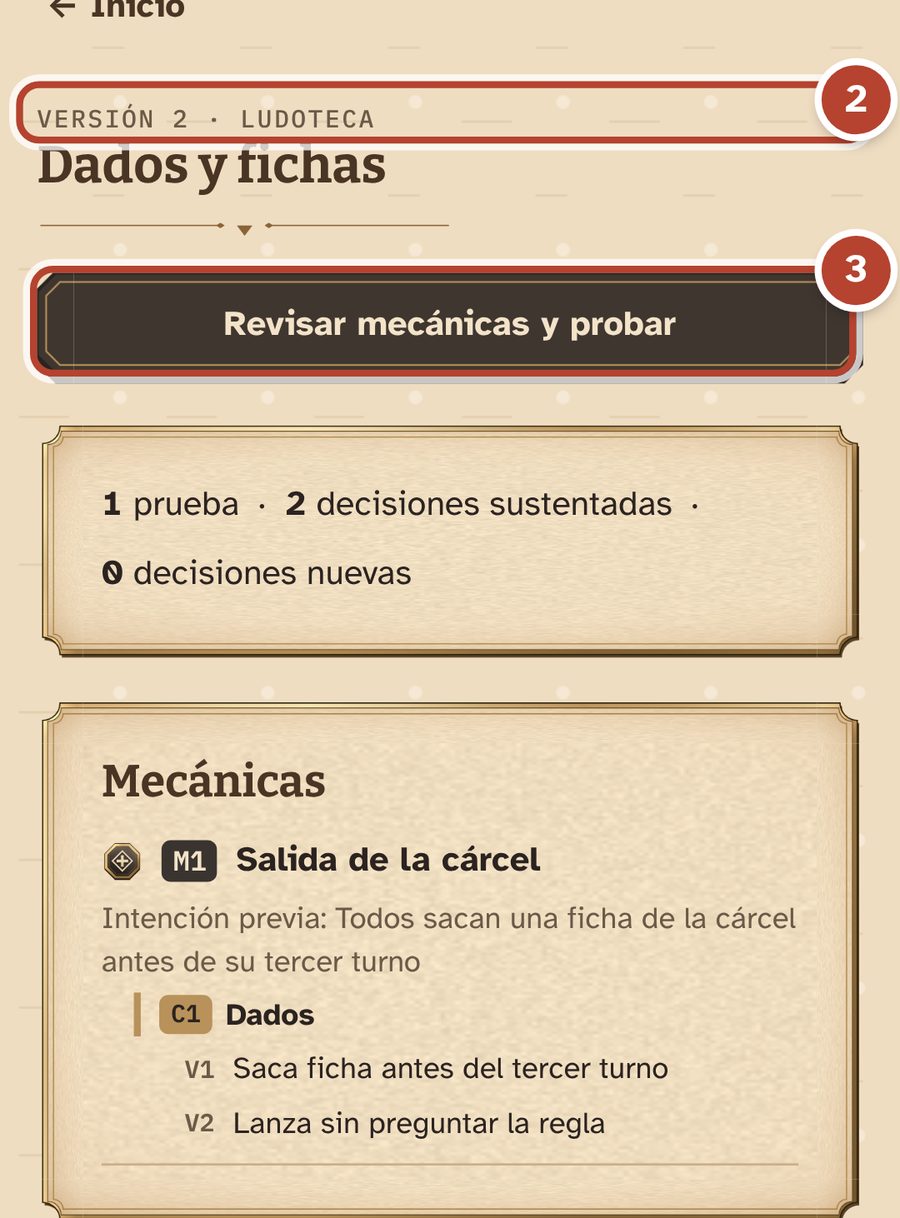 ← Inicio
VERSIÓN 2 · LUDOTECA
2
Dados y fichas
3
Revisar mecánicas y probar
1 prueba · 2 decisiones sustentadas ·
0 decisiones nuevas
Mecánicas
M1 Salida de la cárcel
Intención previa: Todos sacan una ficha de la cárcel
antes de su tercer turno
C1 Dados
V1 Saca ficha antes del tercer turno
V2 Lanza sin preguntar la regla